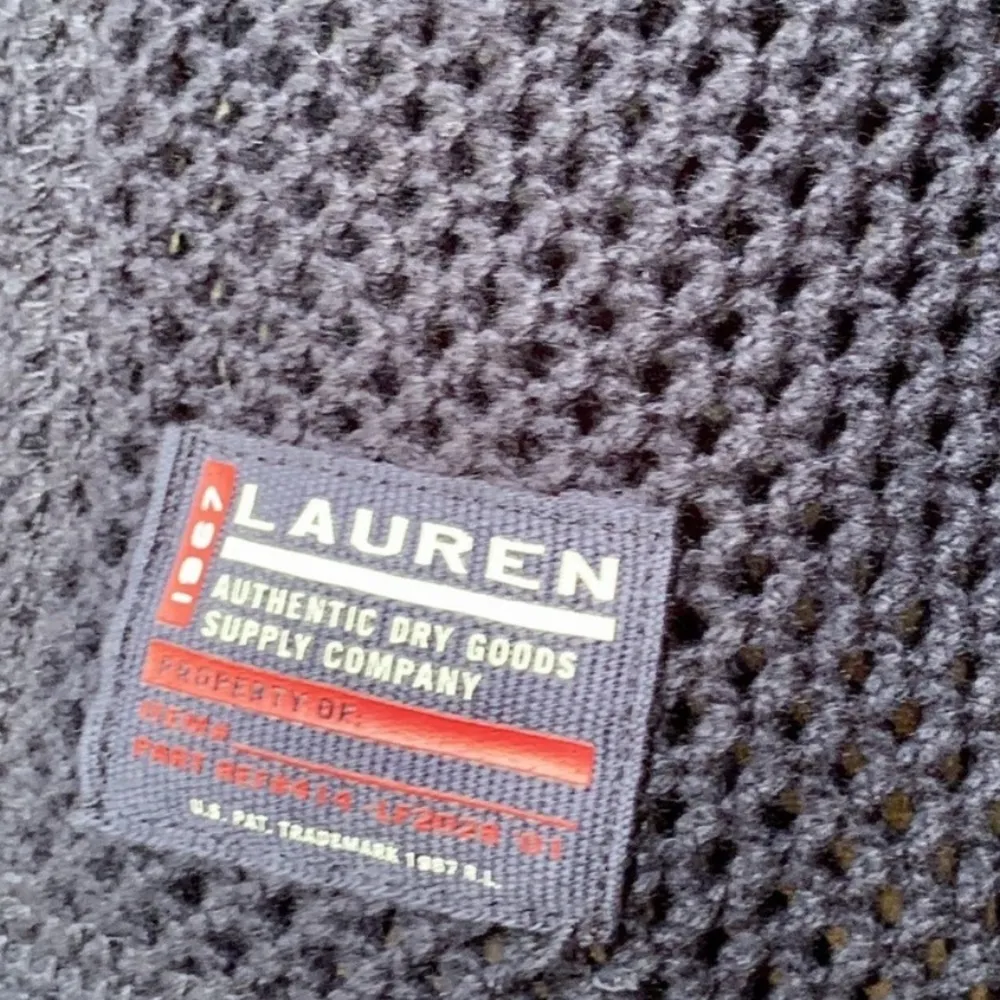 1967
LAUREN
AUTHENTIC DRY GOODS
SUPPLY COMPANY
PROPERTY OF:
PART
U.S. PAT. TRADEMARK 1967 R.L.